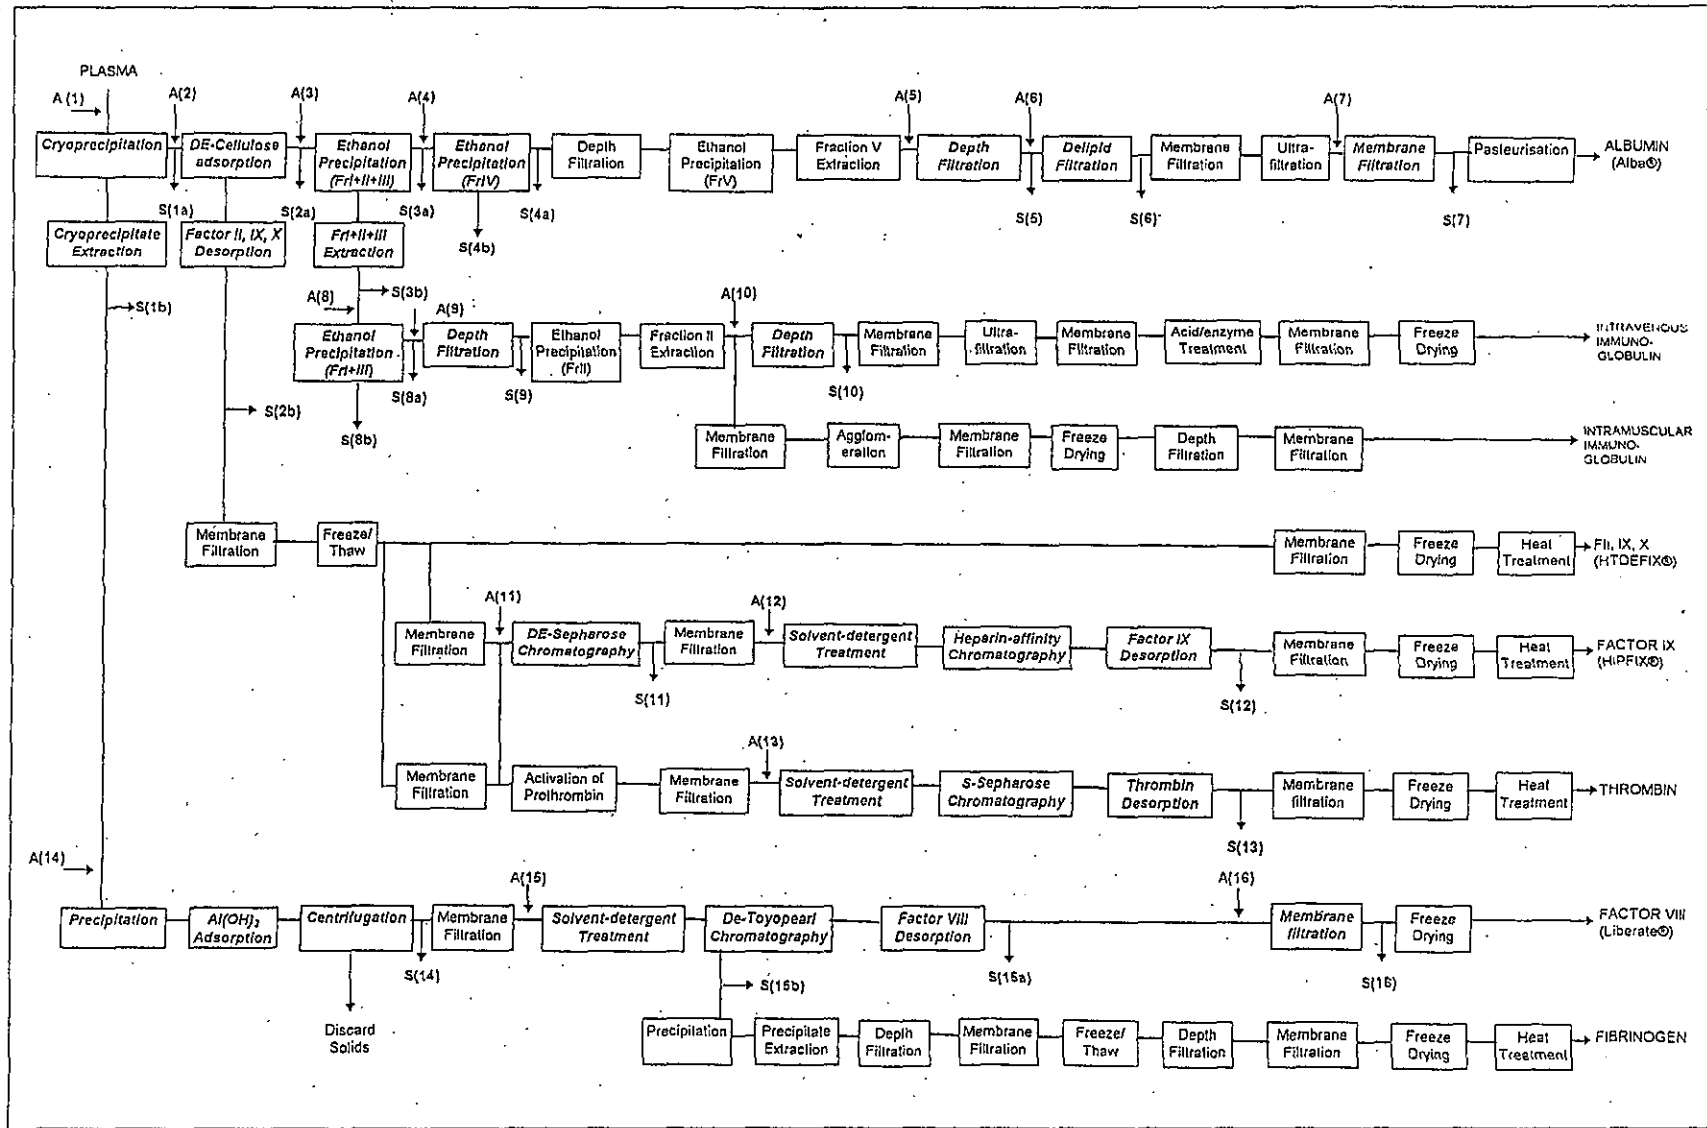 PLASMA
A (1)
A(2)
A(3)
A(4)
A(5)
A(6)
A(7)
Cryoprecipitation
DE-Cellulose
adsorption
Ethanol
Precipitation
(FrI+II+III)
Ethanol
Precipitation
(FrIV)
Depth
Filtration
Ethanol
Precipitation
(FrV)
Fraction V
Extraction
Depth
Filtration
Delipid
Filtration
Membrane
Filtration
Ultra-
filtration
Membrane
Filtration
Pasteurisation
ALBUMIN
(Alba®)
S(1a)
S(2a)
S(3a)
S(4a)
S(4b)
S(5)
S(6)
S(7)
Cryoprecipitate
Extraction
Factor II, IX, X
Desorption
FrI+II+III
Extraction
S(1b)
S(3b)
A(8)
A(9)
A(10)
Ethanol
Precipitation
(FrI+III)
Depth
Filtration
Ethanol
Precipitation
(FrII)
Fraction II
Extraction
Depth
Filtration
Membrane
Filtration
Ultra-
filtration
Membrane
Filtration
Acid/enzyme
Treatment
Membrane
Filtration
Freeze
Drying
INTRAVENOUS
IMMUNO-
GLOBULIN
S(8a)
S(9)
S(10)
S(2b)
S(8b)
Membrane
Filtration
Agglom-
eration
Membrane
Filtration
Freeze
Drying
Depth
Filtration
Membrane
Filtration
INTRAMUSCULAR
IMMUNO-
GLOBULIN
Membrane
Filtration
Freeze/
Thaw
Membrane
Filtration
Freeze
Drying
Heat
Treatment
FII, IX, X
(HTDEFIX®)
A(11)
A(12)
Membrane
Filtration
DE-Sepharose
Chromatography
Membrane
Filtration
Solvent-detergent
Treatment
Heparin-affinity
Chromatography
Factor IX
Desorption
Membrane
Filtration
Freeze
Drying
Heat
Treatment
FACTOR IX
(HIPFIX®)
S(11)
S(12)
A(13)
Membrane
Filtration
Activation of
Prothrombin
Membrane
Filtration
Solvent-detergent
Treatment
S-Sepharose
Chromatography
Thrombin
Desorption
Membrane
filtration
Freeze
Drying
Heat
Treatment
THROMBIN
S(13)
A(14)
A(15)
A(16)
Precipitation
Al(OH)3
Adsorption
Centrifugation
Membrane
Filtration
Solvent-detergent
Treatment
De-Toyopearl
Chromatography
Factor VIII
Desorption
Membrane
filtration
Freeze
Drying
FACTOR VIII
(Liberate®)
S(14)
S(15b)
S(15a)
S(16)
Discard
Solids
Precipitation
Precipitate
Extraction
Depth
Filtration
Membrane
Filtration
Freeze/
Thaw
Depth
Filtration
Membrane
Filtration
Freeze
Drying
Heat
Treatment
FIBRINOGEN